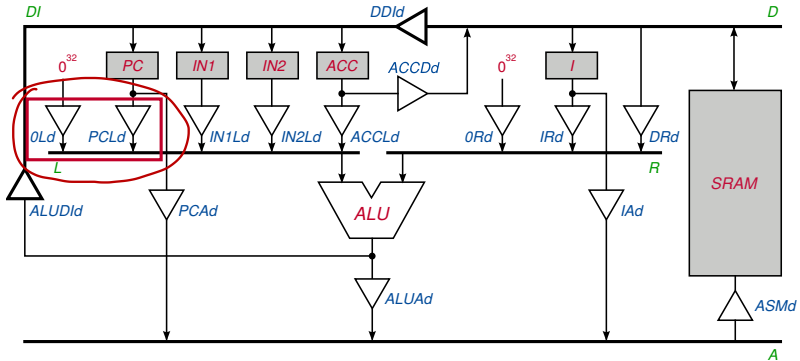 DI DDId D
0³² PC IN1 IN2 ACC ACCDd 0³² I
0Ld PCLd IN1Ld IN2Ld ACCLd 0Rd IRd DRd
L R
SRAM
ALUDId PCAd ALU IAd
ALUAd ASMd
A